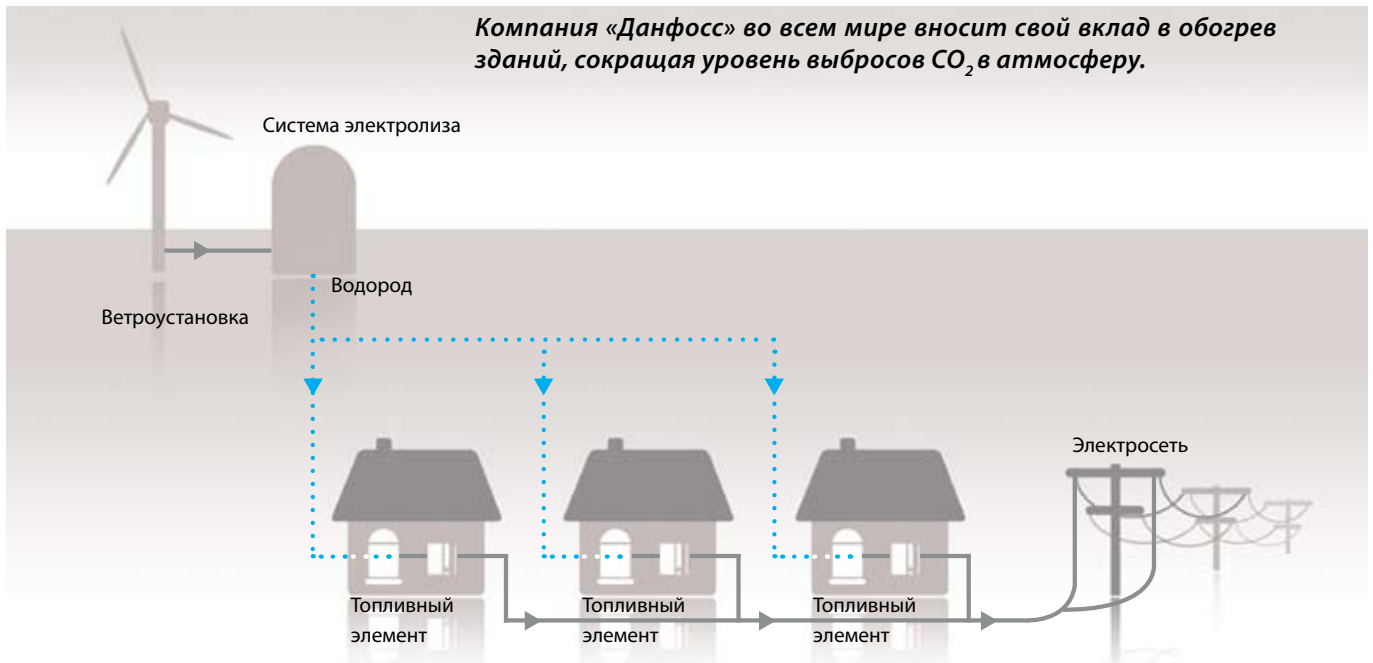 Компания «Данфосс» во всем мире вносит свой вклад в обогрев
зданий, сокращая уровень выбросов CO₂ в атмосферу.
Система электролиза
Водород
Ветроустановка
Электросеть
Топливный
элемент
Топливный
элемент
Топливный
элемент